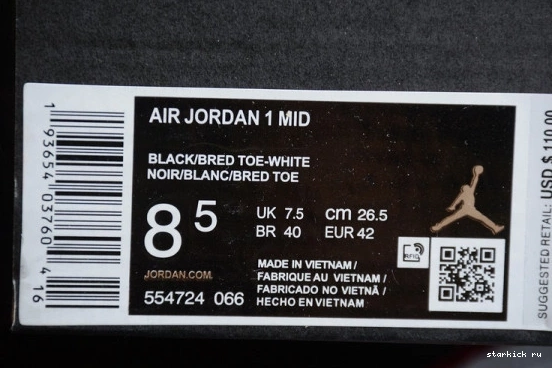 AIR JORDAN 1 MID
BLACK/BRED TOE-WHITE
NOIR/BLANC/BRED TOE
8 5
UK 7.5 cm 26.5
BR 40 EUR 42
JORDAN.COM
554724 066
MADE IN VIETNAM /
FABRIQUE AU VIETNAM /
FABRICADO NO VIETNÃ /
HECHO EN VIETNAM
RFID
1 93654 03760 4 16
SUGGESTED RETAIL: USD $ 110.00
starkick ru